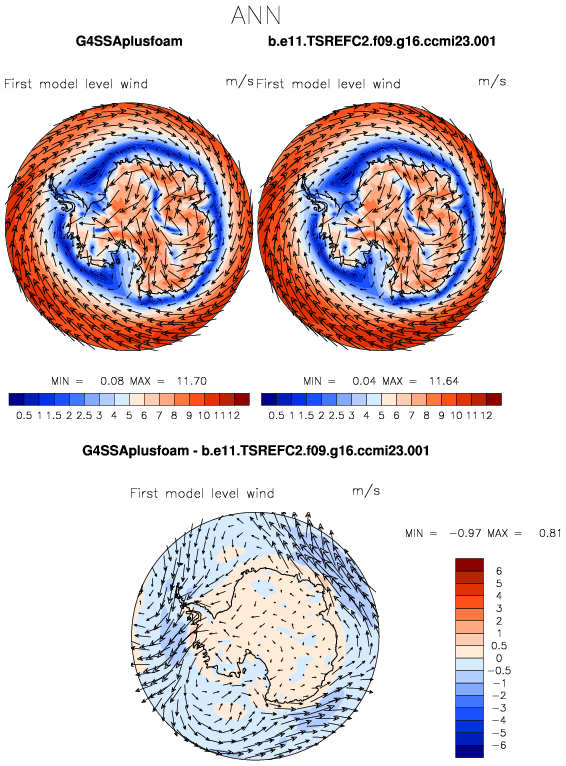 ANN
G4SSAplusfoam b.e11.TSREFC2.f09.g16.ccmi23.001
First model level wind m/s First model level wind m/s
MIN = 0.08 MAX = 11.70 MIN = 0.04 MAX = 11.64
0.5 1 1.5 2 2.5 3 4 5 6 7 8 9 10 11 12 0.5 1 1.5 2 2.5 3 4 5 6 7 8 9 10 11 12
G4SSAplusfoam - b.e11.TSREFC2.f09.g16.ccmi23.001
First model level wind m/s
MIN = -0.97 MAX = 0.81
6
5
4
3
2
1
0.5
0
-0.5
-1
-2
-3
-4
-5
-6